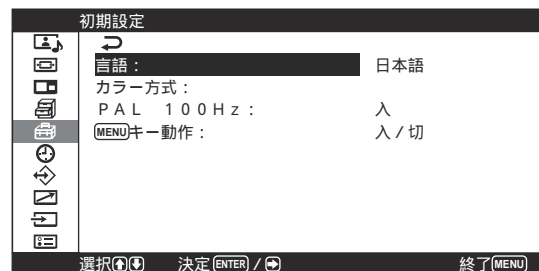 初期設定
言語： 日本語
カラー方式：
ＰＡＬ　１００Ｈｚ： 入
MENUキー動作： 入 / 切
選択 決定 ENTER / 終了 MENU